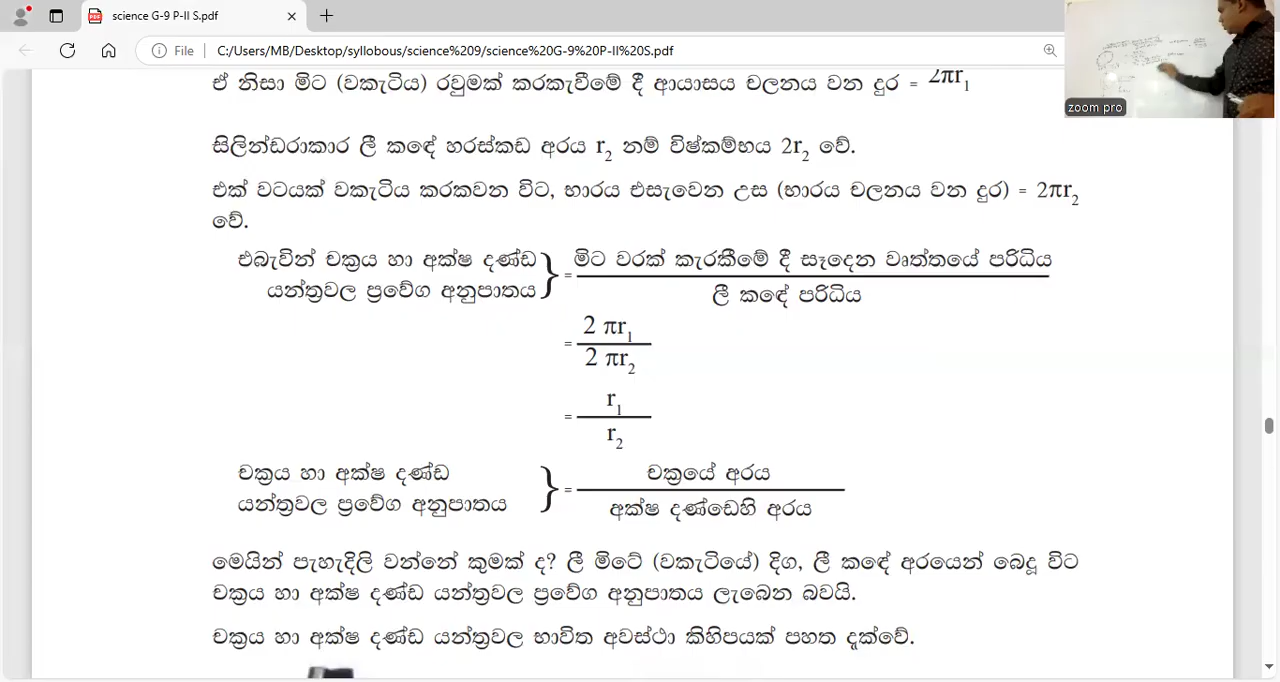 science G-9 P-II S.pdf
File
C:/Users/MB/Desktop/syllobous/science%209/science%20G-9%20P-II%20S.pdf
zoom pro
ඒ නිසා මිට (වකැටිය) රවුමක් කරකැවීමේ දී ආයාසය චලනය වන දුර = 2πr₁
සිලින්ඩරාකාර ලී කඳේ හරස්කඩ අරය r₂ නම් විෂ්කම්භය 2r₂ වේ.
එක් වටයක් වකැටිය කරකවන විට, භාරය එසැවෙන උස (භාරය චලනය වන දුර) = 2πr₂
වේ.
එබැවින් චක්‍රය හා අක්ෂ දණ්ඩ
යන්ත්‍රවල ප්‍රවේග අනුපාතය } = මිට වරක් කැරකීමේ දී සෑදෙන වෘත්තයේ පරිධිය
ලී කඳේ පරිධිය
= 2 πr₁
2 πr₂
= r₁
r₂
චක්‍රය හා අක්ෂ දණ්ඩ
යන්ත්‍රවල ප්‍රවේග අනුපාතය } = චක්‍රයේ අරය
අක්ෂ දණ්ඩෙහි අරය
මෙයින් පැහැදිලි වන්නේ කුමක් ද? ලී මිටේ (වකැටියේ) දිග, ලී කඳේ අරයෙන් බෙදූ විට
චක්‍රය හා අක්ෂ දණ්ඩ යන්ත්‍රවල ප්‍රවේග අනුපාතය ලැබෙන බවයි.
චක්‍රය හා අක්ෂ දණ්ඩ යන්ත්‍රවල භාවිත අවස්ථා කිහිපයක් පහත දැක්වේ.